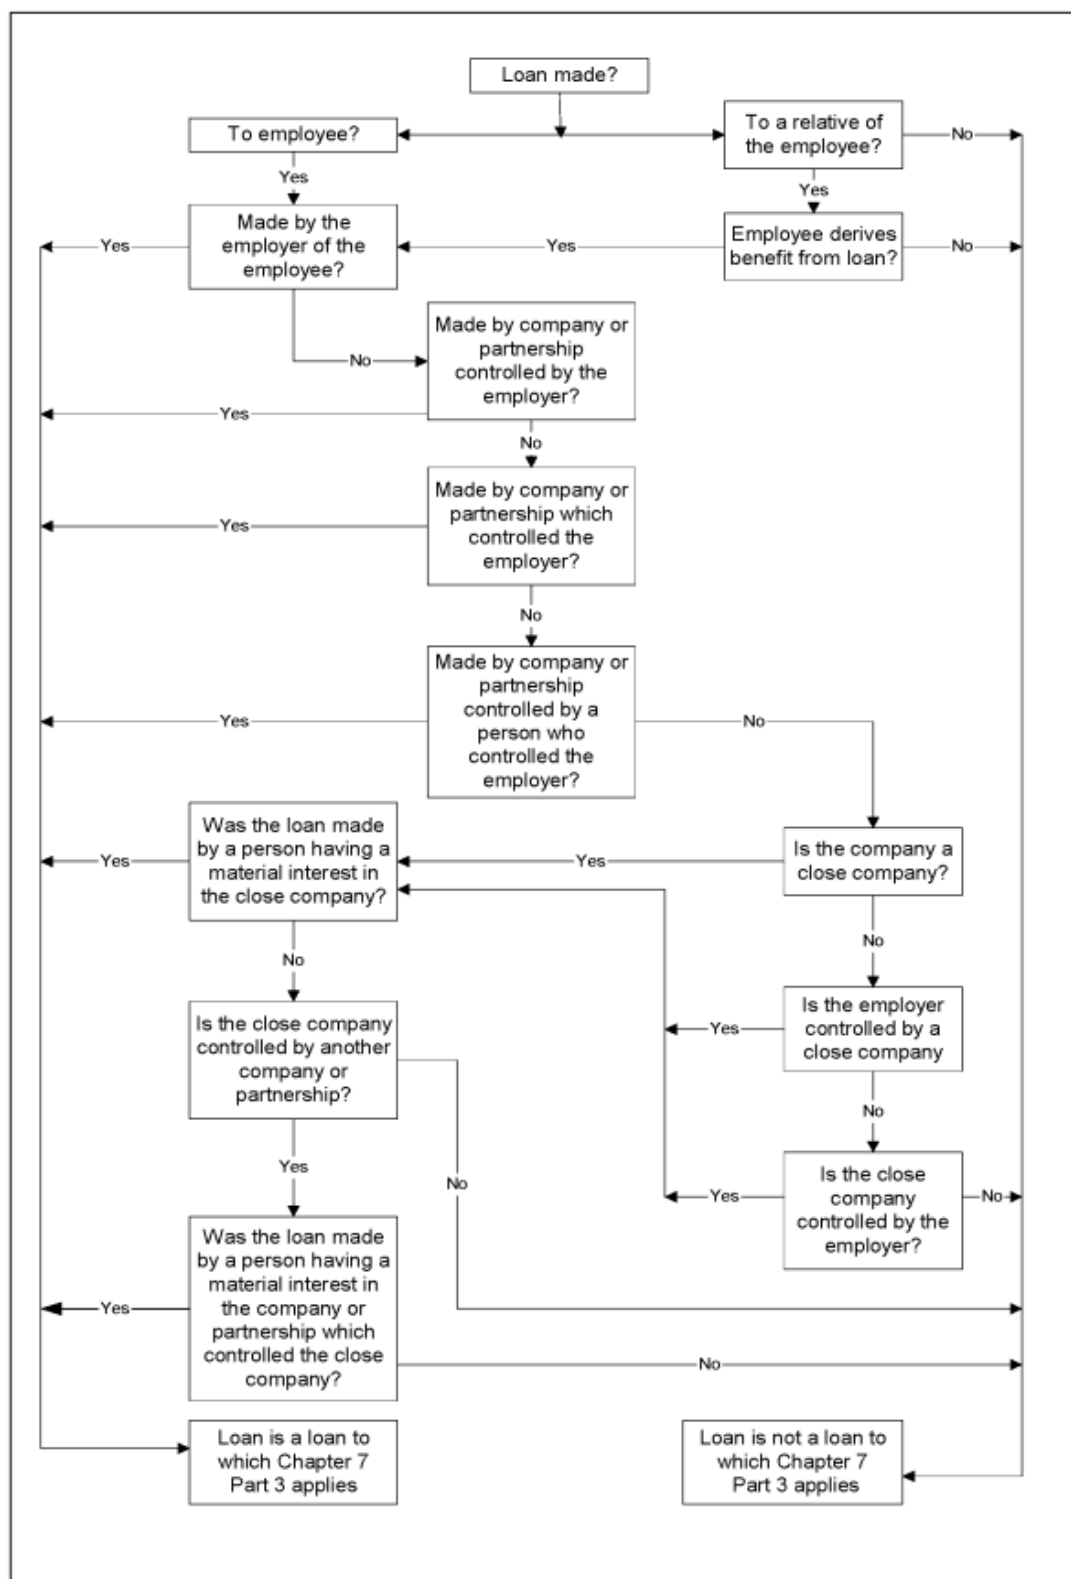 Loan made?
To employee?
To a relative of
the employee?
No
Yes
Yes
Made by the
employer of the
employee?
Yes
Yes
Employee derives
benefit from loan?
No
No
Made by company or
partnership
controlled by the
employer?
Yes
No
Made by company or
partnership which
controlled the
employer?
Yes
No
Made by company or
partnership
controlled by a
person who
controlled the
employer?
Yes
No
Was the loan made
by a person having a
material interest in
the close company?
Yes
Yes
Is the company a
close company?
No
No
Is the close company
controlled by another
company or
partnership?
Is the employer
controlled by a
close company
Yes
No
Yes
No
Is the close
company
controlled by the
employer?
Yes
No
Was the loan made
by a person having a
material interest in
the company or
partnership which
controlled the close
company?
Yes
No
Loan is a loan to
which Chapter 7
Part 3 applies
Loan is not a loan to
which Chapter 7
Part 3 applies